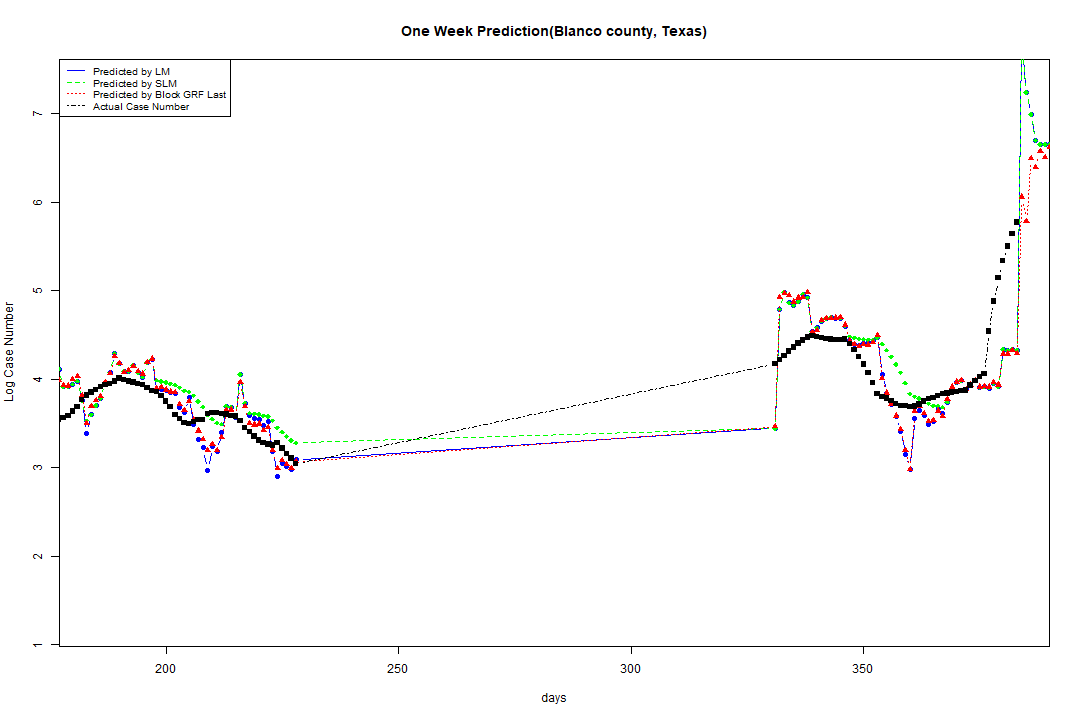 One Week Prediction(Blanco county, Texas)
Predicted by LM
Predicted by SLM
Predicted by Block GRF Last
Actual Case Number
7
6
5
4
3
2
1
Log Case Number
200 250 300 350
days